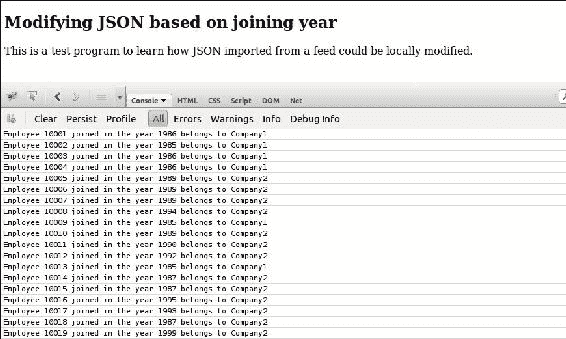 Modifying JSON based on joining year
This is a test program to learn how JSON imported from a feed could be locally modified.
Console HTML CSS Script DOM Net
Clear Persist Profile All Errors Warnings Info Debug Info
Employee 10001 joined in the year 1986 belongs to Company1
Employee 10002 joined in the year 1985 belongs to Company1
Employee 10003 joined in the year 1986 belongs to Company1
Employee 10004 joined in the year 1986 belongs to Company1
Employee 10005 joined in the year 1989 belongs to Company2
Employee 10006 joined in the year 1989 belongs to Company2
Employee 10007 joined in the year 1989 belongs to Company2
Employee 10008 joined in the year 1994 belongs to Company2
Employee 10009 joined in the year 1985 belongs to Company1
Employee 10010 joined in the year 1989 belongs to Company2
Employee 10011 joined in the year 1990 belongs to Company2
Employee 10012 joined in the year 1992 belongs to Company2
Employee 10013 joined in the year 1985 belongs to Company1
Employee 10014 joined in the year 1987 belongs to Company2
Employee 10015 joined in the year 1987 belongs to Company2
Employee 10016 joined in the year 1995 belongs to Company2
Employee 10017 joined in the year 1993 belongs to Company2
Employee 10018 joined in the year 1987 belongs to Company2
Employee 10019 joined in the year 1999 belongs to Company2